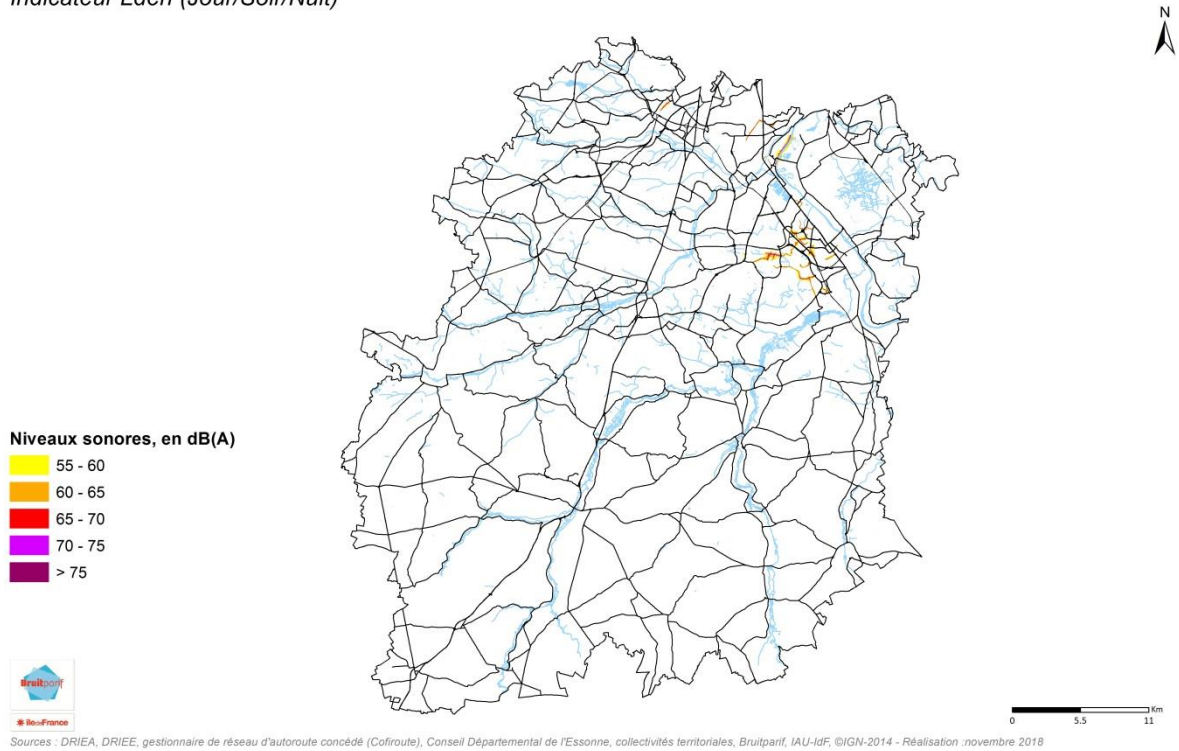 Indicateur Lden (Jour/Soir/Nuit)
N
Niveaux sonores, en dB(A)
55 - 60
60 - 65
65 - 70
70 - 75
> 75
Bruitparif
îledeFrance
Km
0 5.5 11
Sources : DRIEA, DRIEE, gestionnaire de réseau d'autoroute concédé (Cofiroute), Conseil Départemental de l'Essonne, collectivités territoriales, Bruitparif, IAU-IdF, ©IGN-2014 - Réalisation :novembre 2018